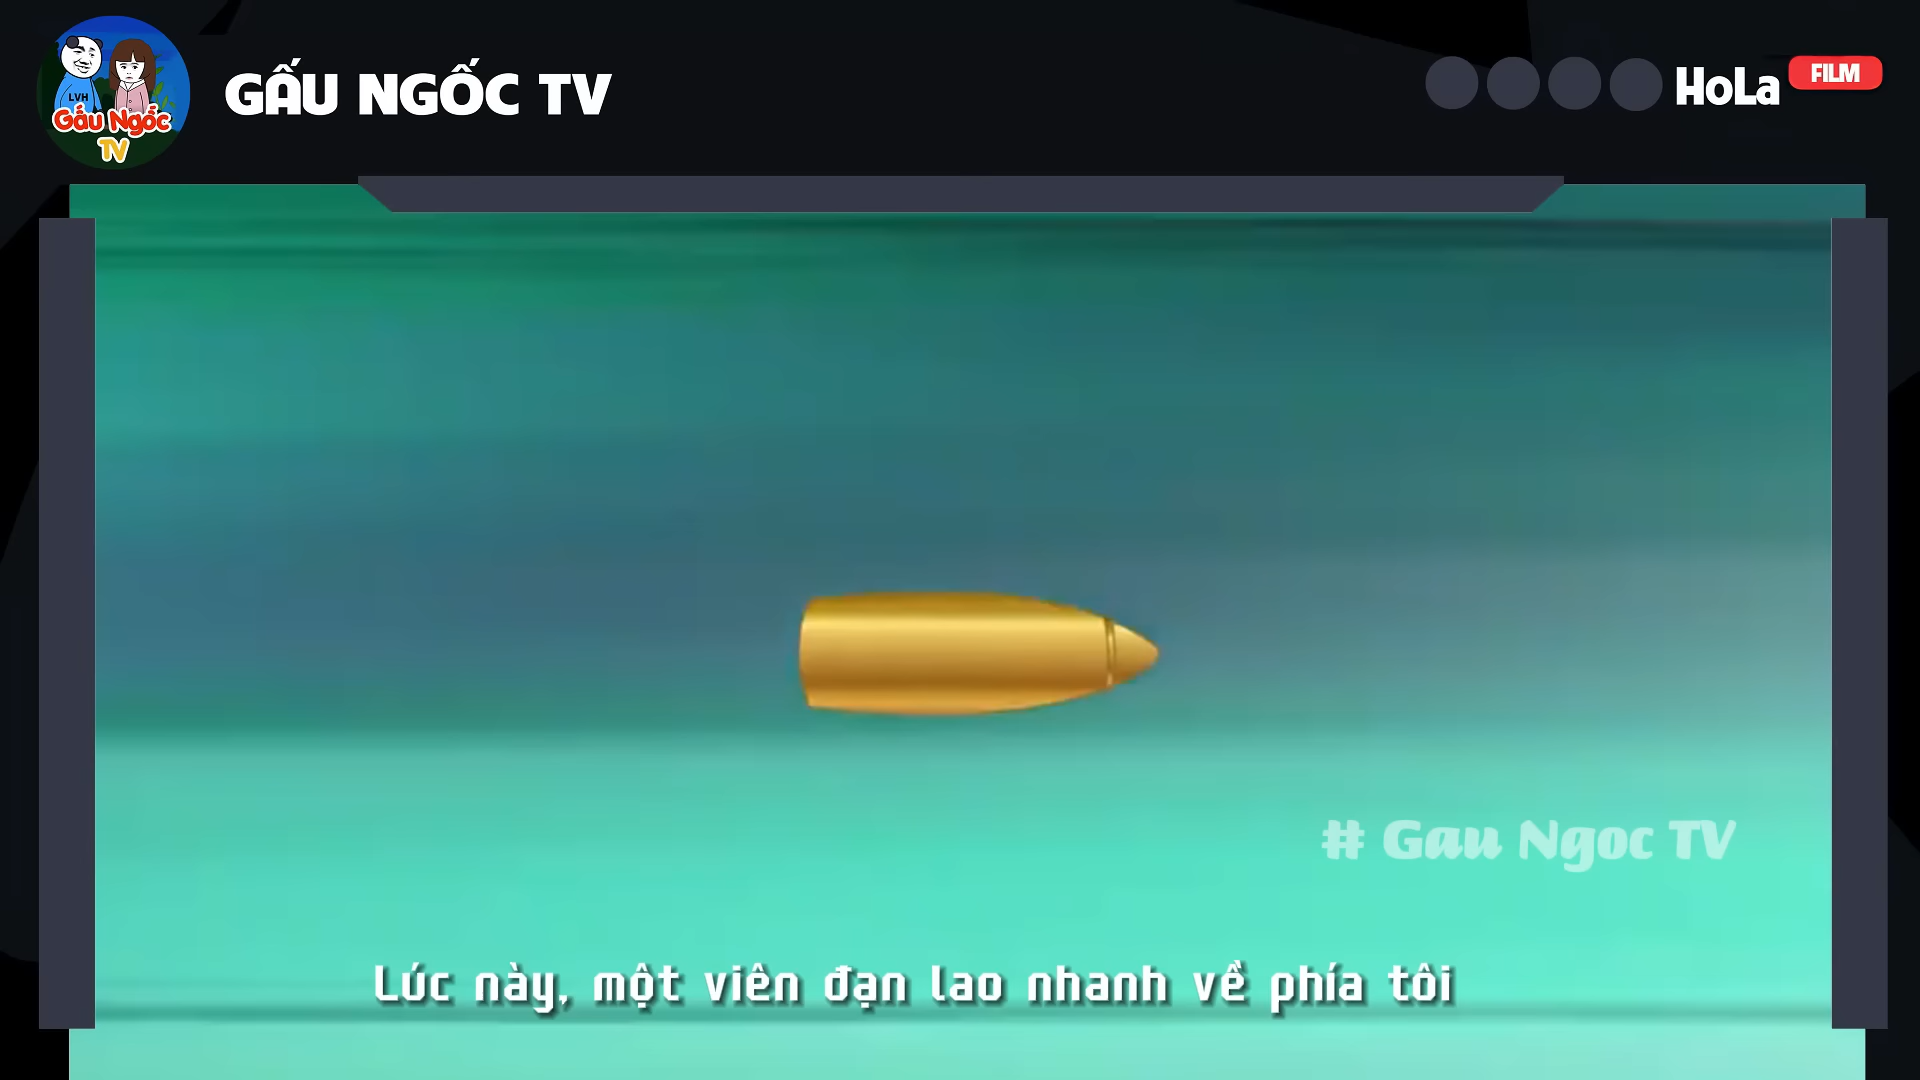 LVH
Gấu Ngốc
TV
GẤU NGỐC TV
HoLa
FILM
# Gau Ngoc TV
Lúc này, một viên đạn lao nhanh về phía tôi